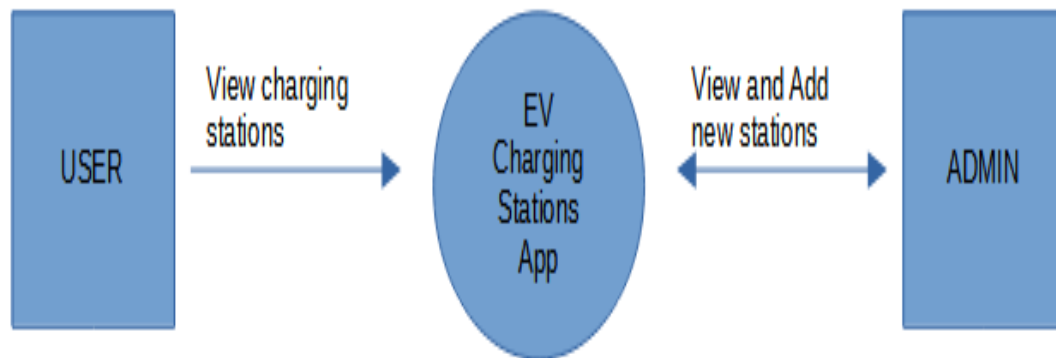 USER
View charging
stations
EV
Charging
Stations
App
View and Add
new stations
ADMIN